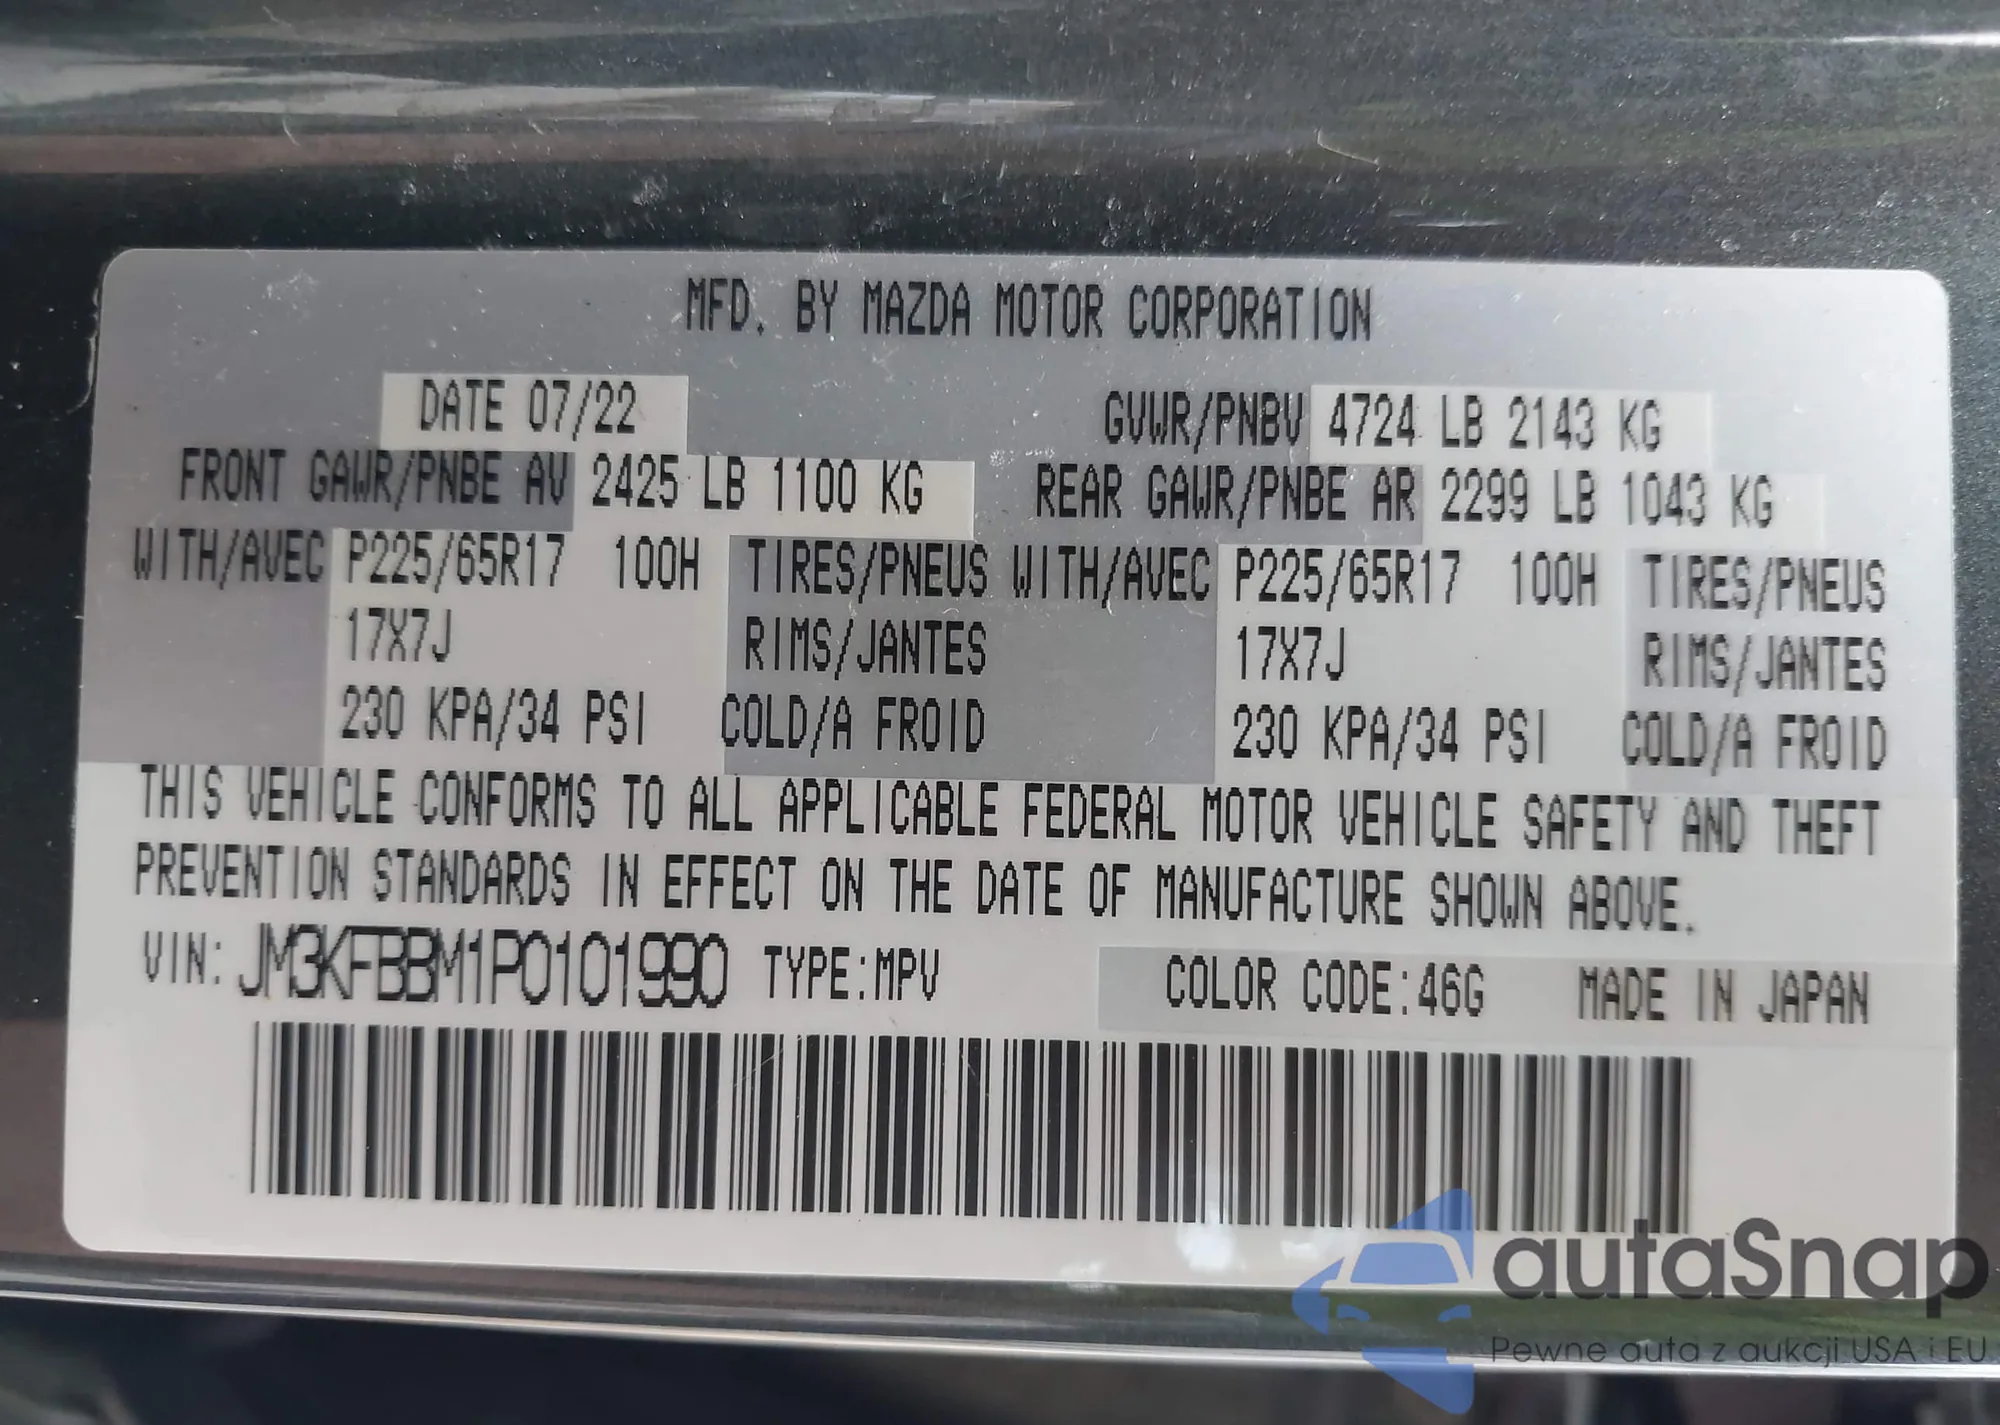 MFD. BY MAZDA MOTOR CORPORATION
DATE 07/22 GVWR/PNBV 4724 LB 2143 KG
FRONT GAWR/PNBE AV 2425 LB 1100 KG REAR GAWR/PNBE AR 2299 LB 1043 KG
WITH/AVEC P225/65R17 100H TIRES/PNEUS WITH/AVEC P225/65R17 100H TIRES/PNEUS
17X7J RIMS/JANTES 17X7J RIMS/JANTES
230 KPA/34 PSI COLD/A FROID 230 KPA/34 PSI COLD/A FROID
THIS VEHICLE CONFORMS TO ALL APPLICABLE FEDERAL MOTOR VEHICLE SAFETY AND THEFT
PREVENTION STANDARDS IN EFFECT ON THE DATE OF MANUFACTURE SHOWN ABOVE.
VIN: JM3KFBBM1P0101990 TYPE:MPV COLOR CODE:46G MADE IN JAPAN
autaSnap
Pewne auta z aukcji USA i EU